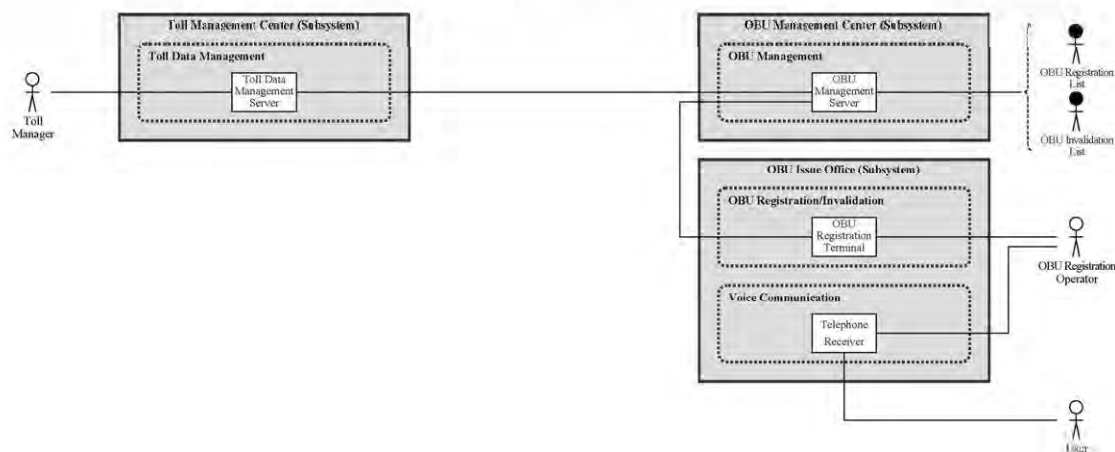 Toll Management Center (Subsystem)
Toll Data Management
Toll Data
Management
Server
Toll
Manager
OBU Management Center (Subsystem)
OBU Management
OBU
Management
Server
OBU Registration
List
OBU Invalidation
List
OBU Issue Office (Subsystem)
OBU Registration/Invalidation
OBU
Registration
Terminal
OBU Registration
Operator
Voice Communication
Telephone
Receiver
User